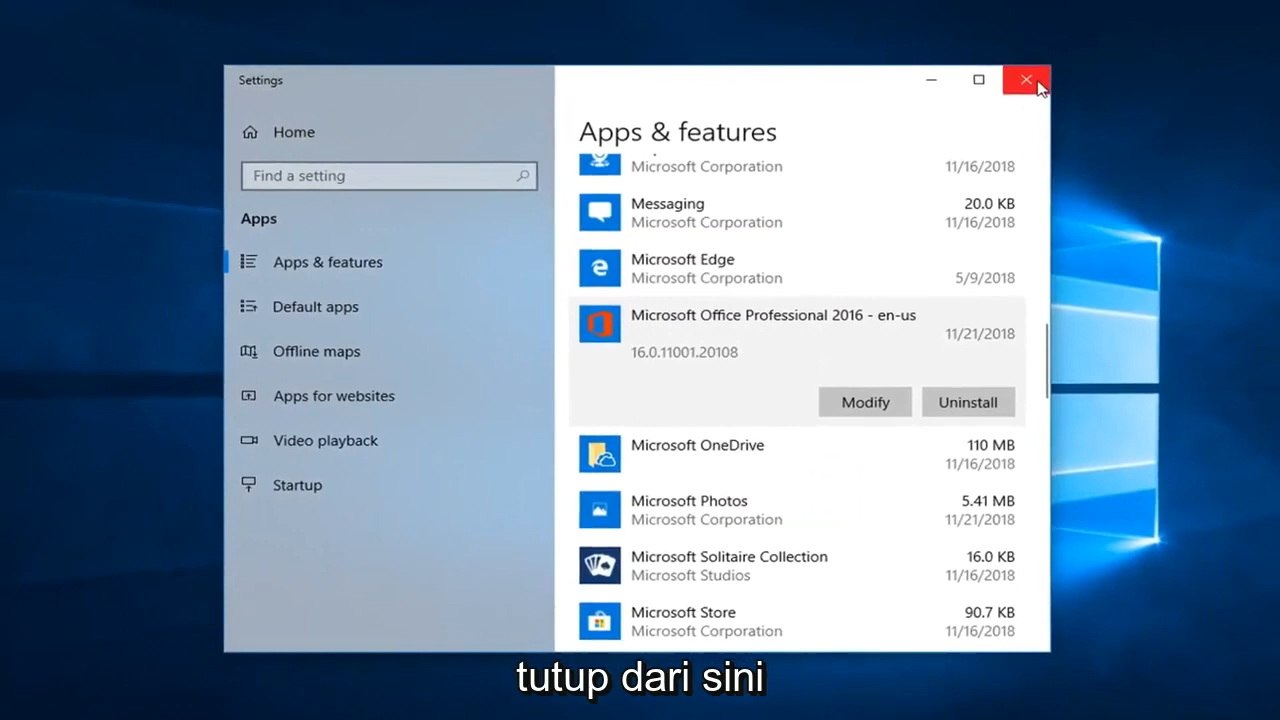 Settings
Home
Find a setting
Apps
Apps & features
Default apps
Offline maps
Apps for websites
Video playback
Startup
Apps & features
Microsoft Corporation 11/16/2018
Messaging 20.0 KB
Microsoft Corporation 11/16/2018
Microsoft Edge
Microsoft Corporation 5/9/2018
Microsoft Office Professional 2016 - en-us
11/21/2018
16.0.11001.20108
Modify Uninstall
Microsoft OneDrive 110 MB
11/16/2018
Microsoft Photos 5.41 MB
Microsoft Corporation 11/21/2018
Microsoft Solitaire Collection 16.0 KB
Microsoft Studios 11/16/2018
Microsoft Store 90.7 KB
Microsoft Corporation 11/16/2018
tutup dari sini